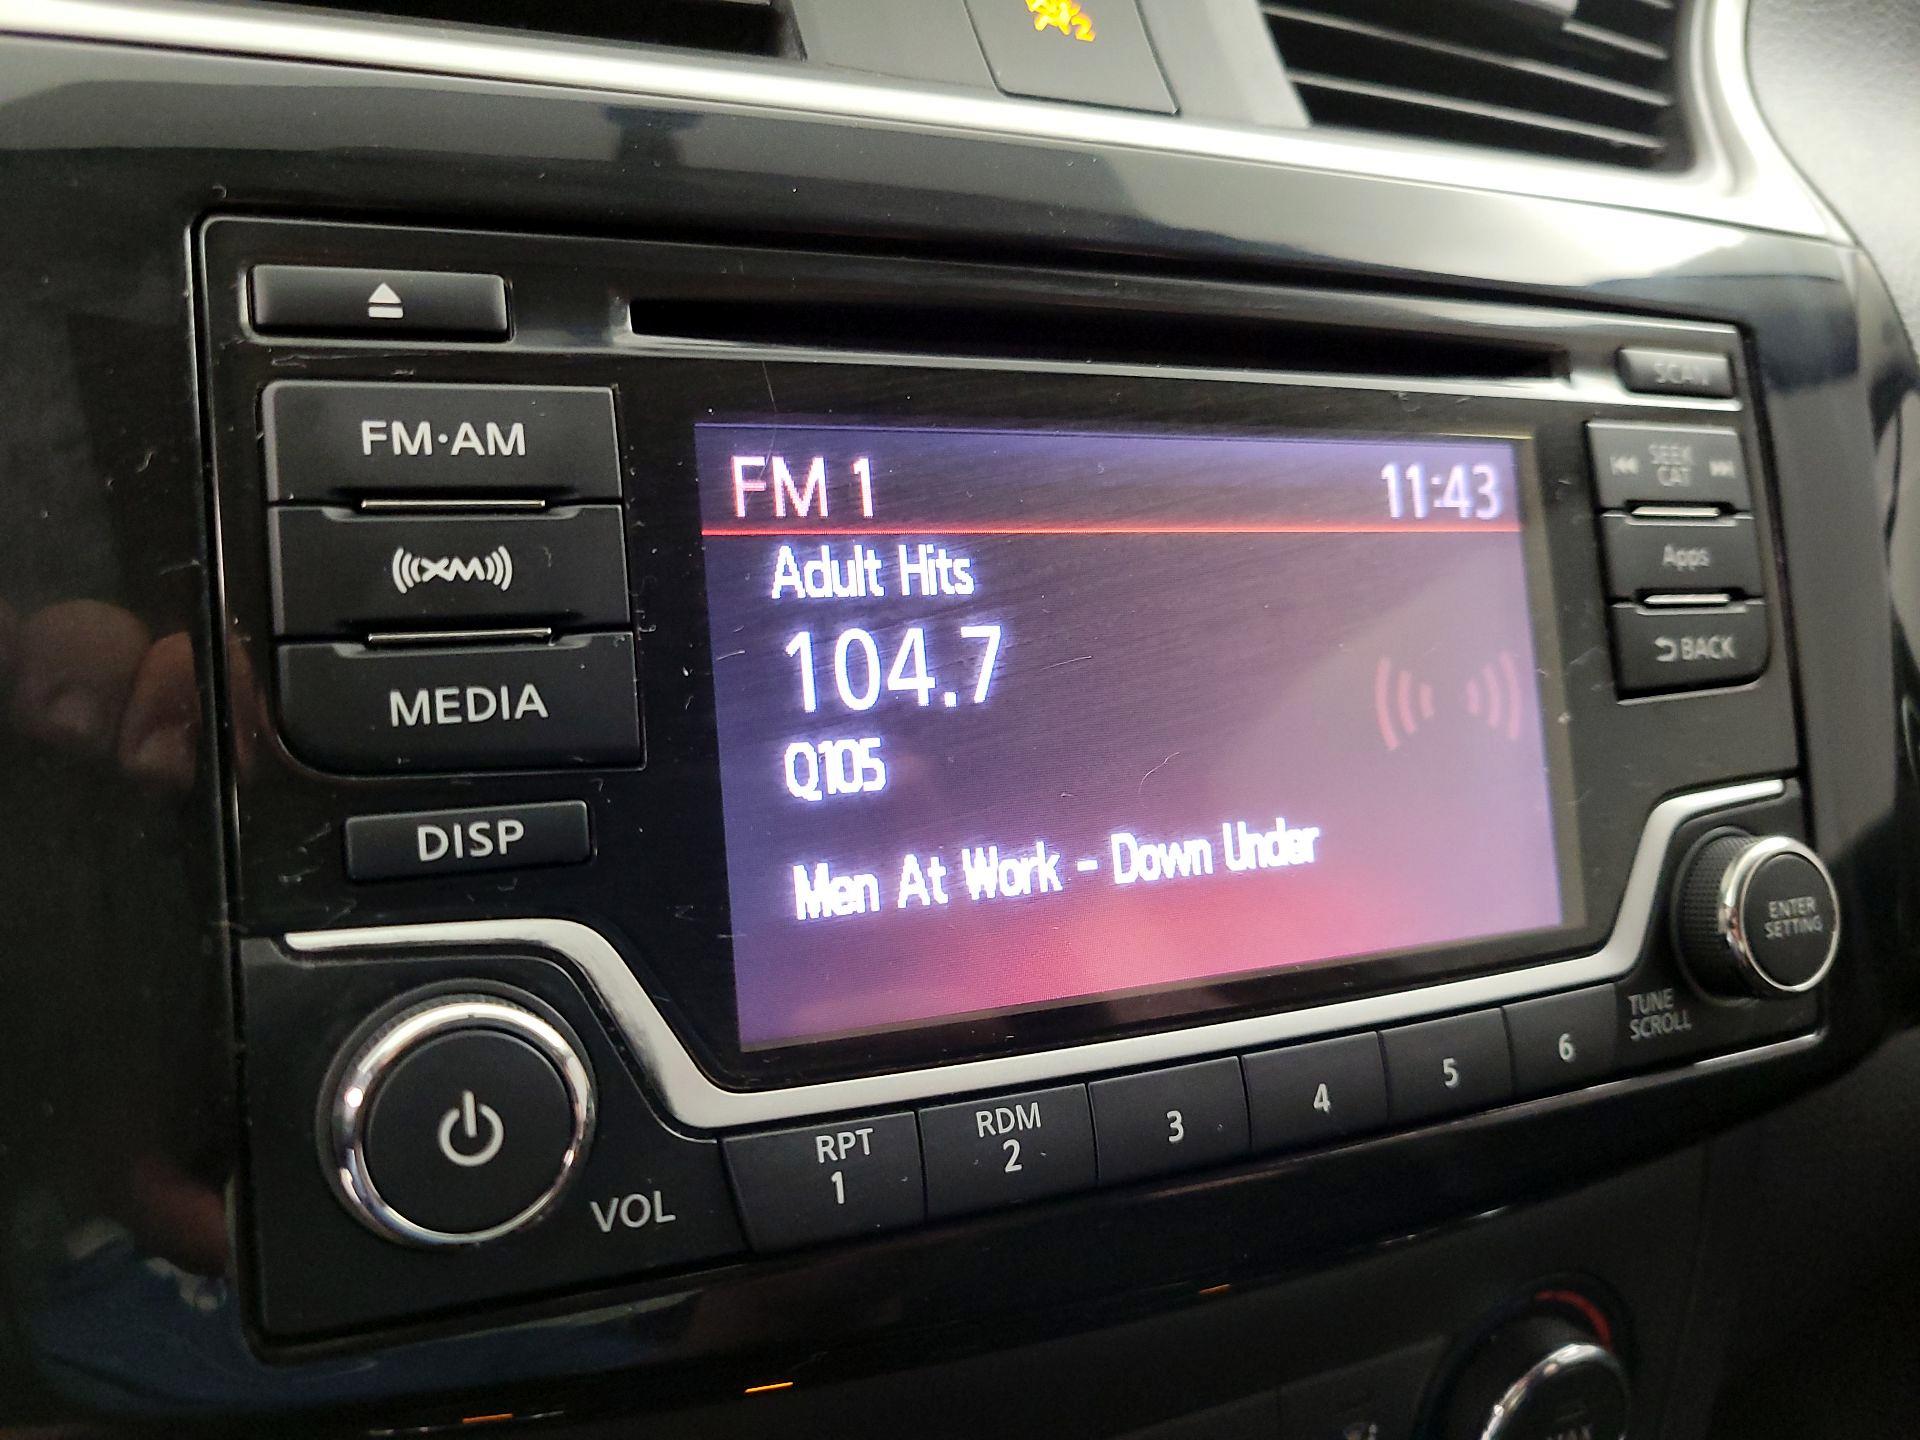 2
SCAN
FM·AM
SEEK
CAT
FM 1
11:43
Adult Hits
Apps
XM
104.7
BACK
MEDIA
Q105
DISP
Men At Work - Down Under
ENTER
SETTING
TUNE
SCROLL
VOL
RPT
1
RDM
2
3
4
5
6